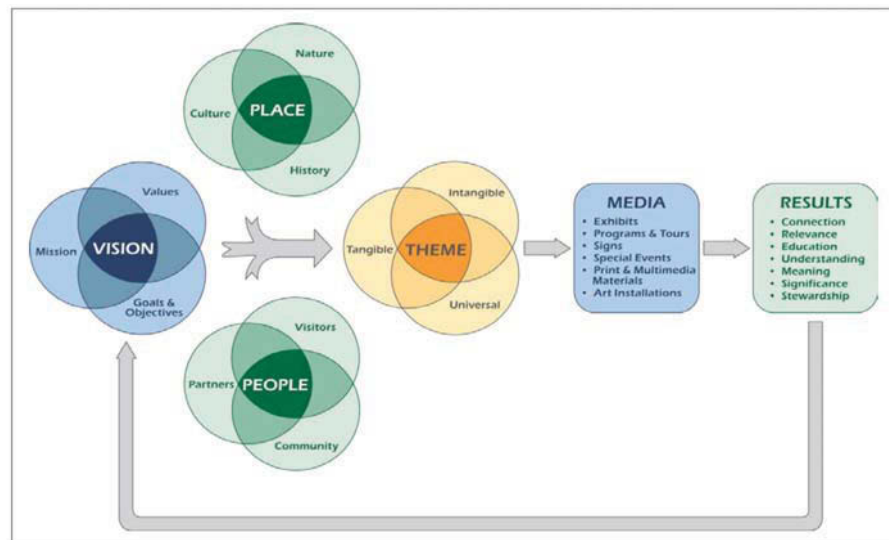 Nature
Culture
PLACE
History
Values
Mission
VISION
Goals &
Objectives
Visitors
Partners
PEOPLE
Community
Intangible
Tangible
THEME
Universal
MEDIA
• Exhibits
• Programs & Tours
• Signs
• Special Events
• Print & Multimedia
Materials
• Art Installations
RESULTS
• Connection
• Relevance
• Education
• Understanding
• Meaning
• Significance
• Stewardship